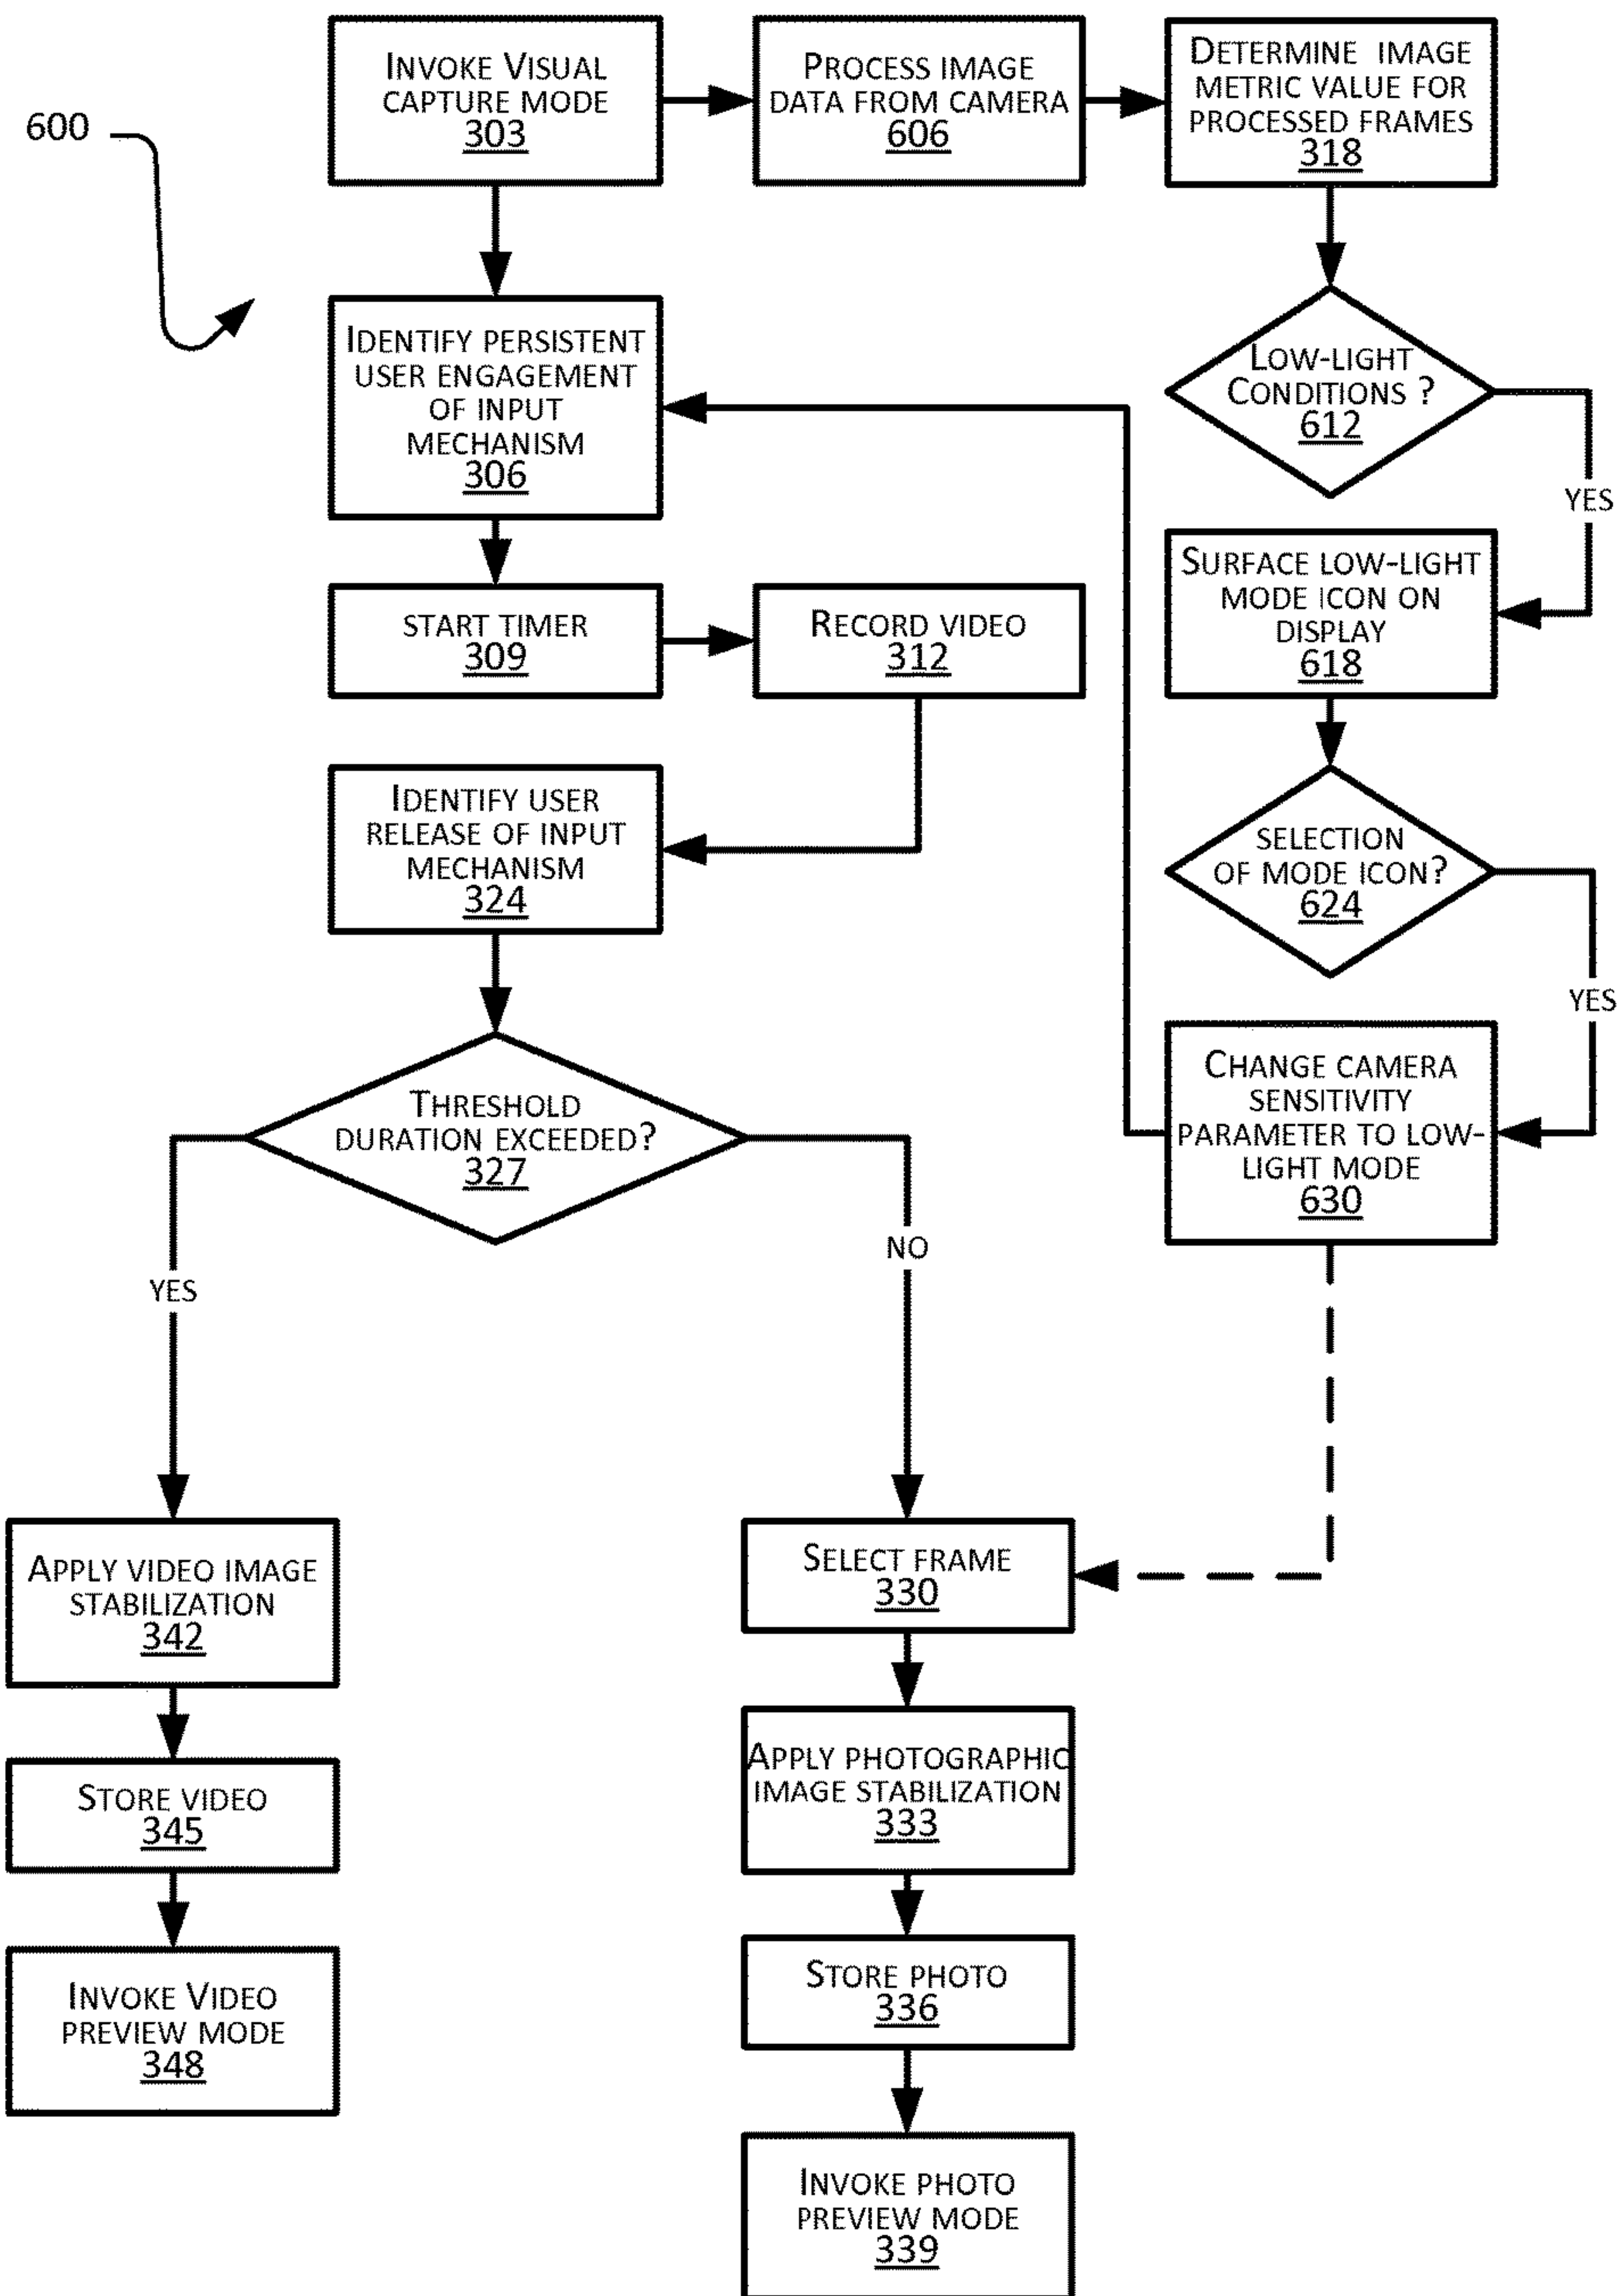 INVOKE VISUAL
CAPTURE MODE
303
PROCESS IMAGE
DATA FROM CAMERA
606
DETERMINE IMAGE
METRIC VALUE FOR
PROCESSED FRAMES
318
600
IDENTIFY PERSISTENT
USER ENGAGEMENT
OF INPUT
MECHANISM
306
LOW-LIGHT
CONDITIONS ?
612
YES
START TIMER
309
RECORD VIDEO
312
SURFACE LOW-LIGHT
MODE ICON ON
DISPLAY
618
IDENTIFY USER
RELEASE OF INPUT
MECHANISM
324
SELECTION
OF MODE ICON?
624
YES
THRESHOLD
DURATION EXCEEDED?
327
CHANGE CAMERA
SENSITIVITY
PARAMETER TO LOW-
LIGHT MODE
630
YES
NO
APPLY VIDEO IMAGE
STABILIZATION
342
SELECT FRAME
330
STORE VIDEO
345
APPLY PHOTOGRAPHIC
IMAGE STABILIZATION
333
INVOKE VIDEO
PREVIEW MODE
348
STORE PHOTO
336
INVOKE PHOTO
PREVIEW MODE
339